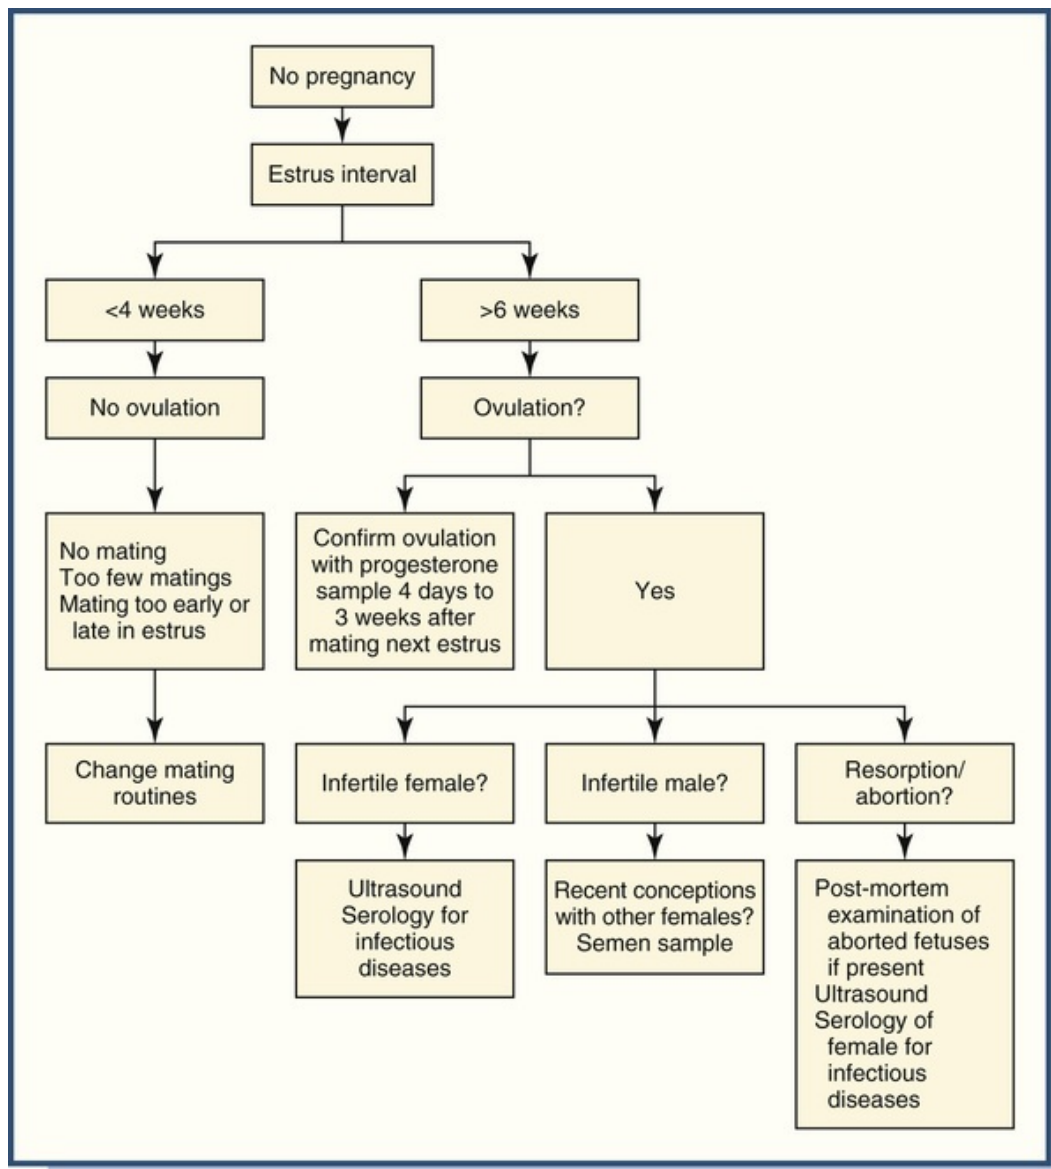 No pregnancy
Estrus interval
<4 weeks
>6 weeks
No ovulation
Ovulation?
No mating
Too few matings
Mating too early or
late in estrus
Confirm ovulation
with progesterone
sample 4 days to
3 weeks after
mating next estrus
Yes
Change mating
routines
Infertile female?
Infertile male?
Resorption/
abortion?
Ultrasound
Serology for
infectious
diseases
Recent conceptions
with other females?
Semen sample
Post-mortem
examination of
aborted fetuses
if present
Ultrasound
Serology of
female for
infectious
diseases